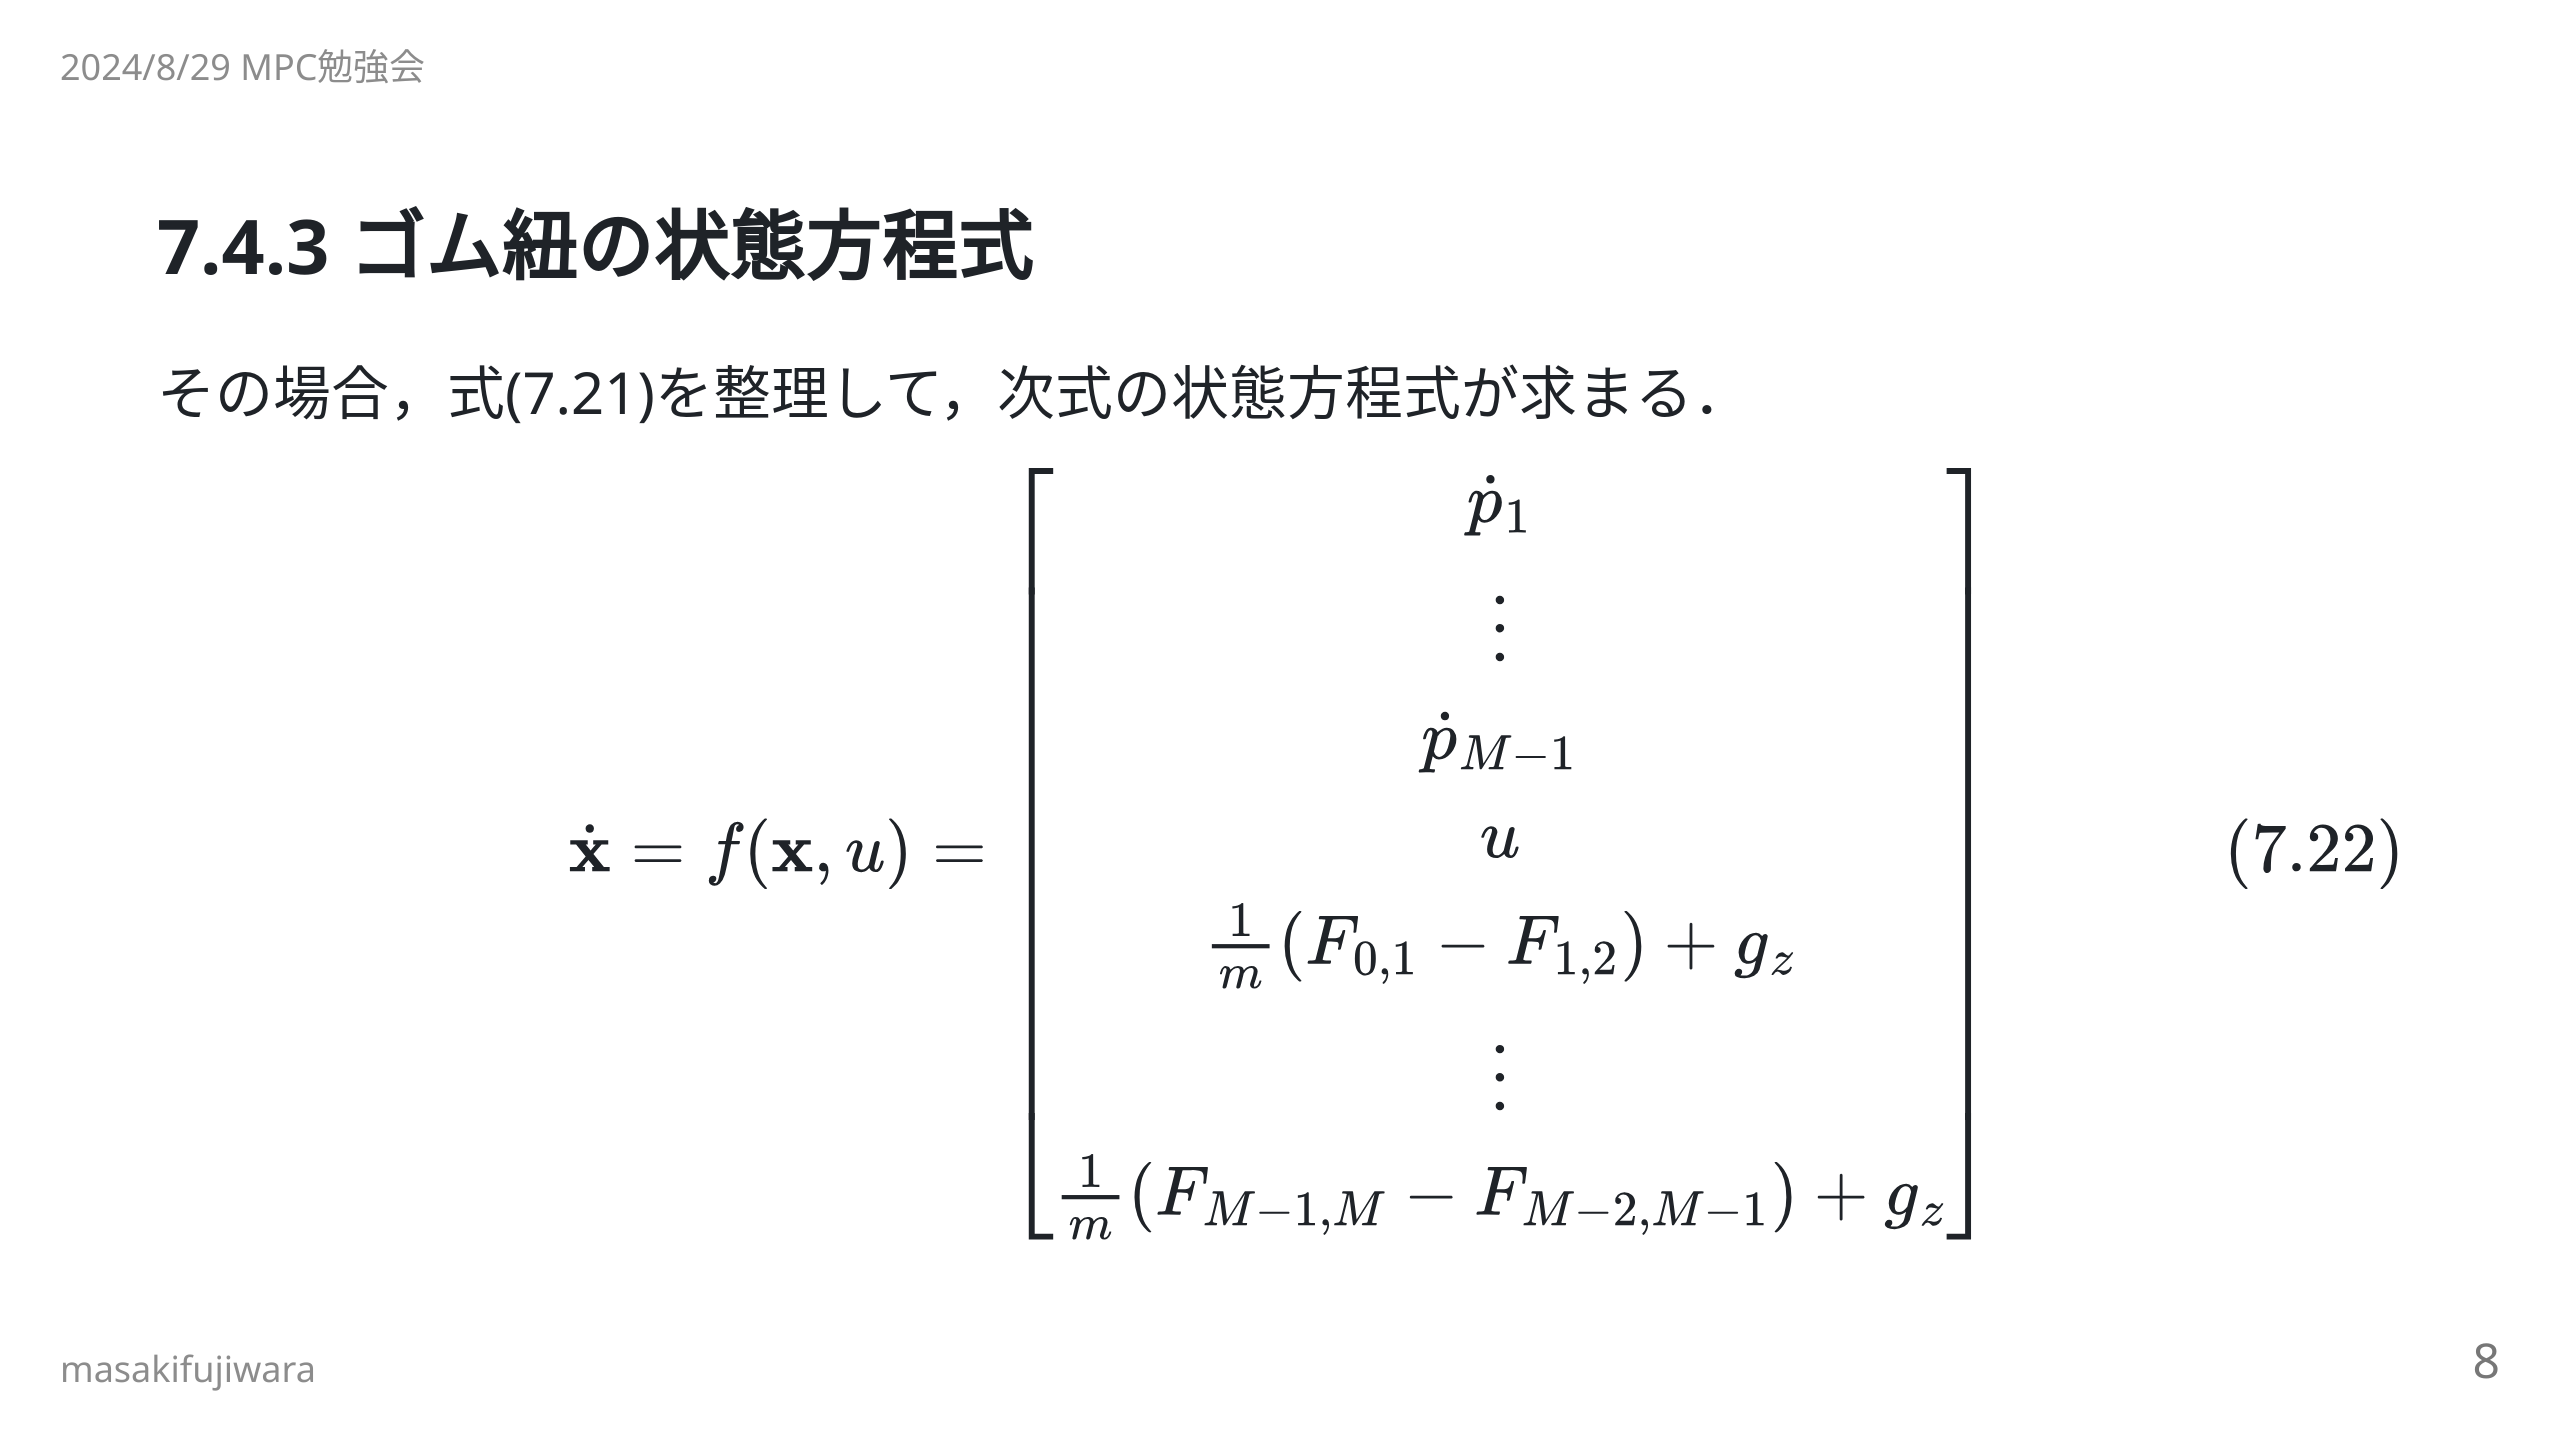 2024/8/29 MPC勉強会
7.4.3 ゴム紐の状態方程式
その場合，式(7.21)を整理して，次式の状態方程式が求まる．
ṗ₁
⋮
ṗ_{M−1}
u
ẋ = f(x, u) = (7.22)
1/m (F_{0,1} − F_{1,2}) + g_z
⋮
1/m (F_{M−1,M} − F_{M−2,M−1}) + g_z
masakifujiwara
8